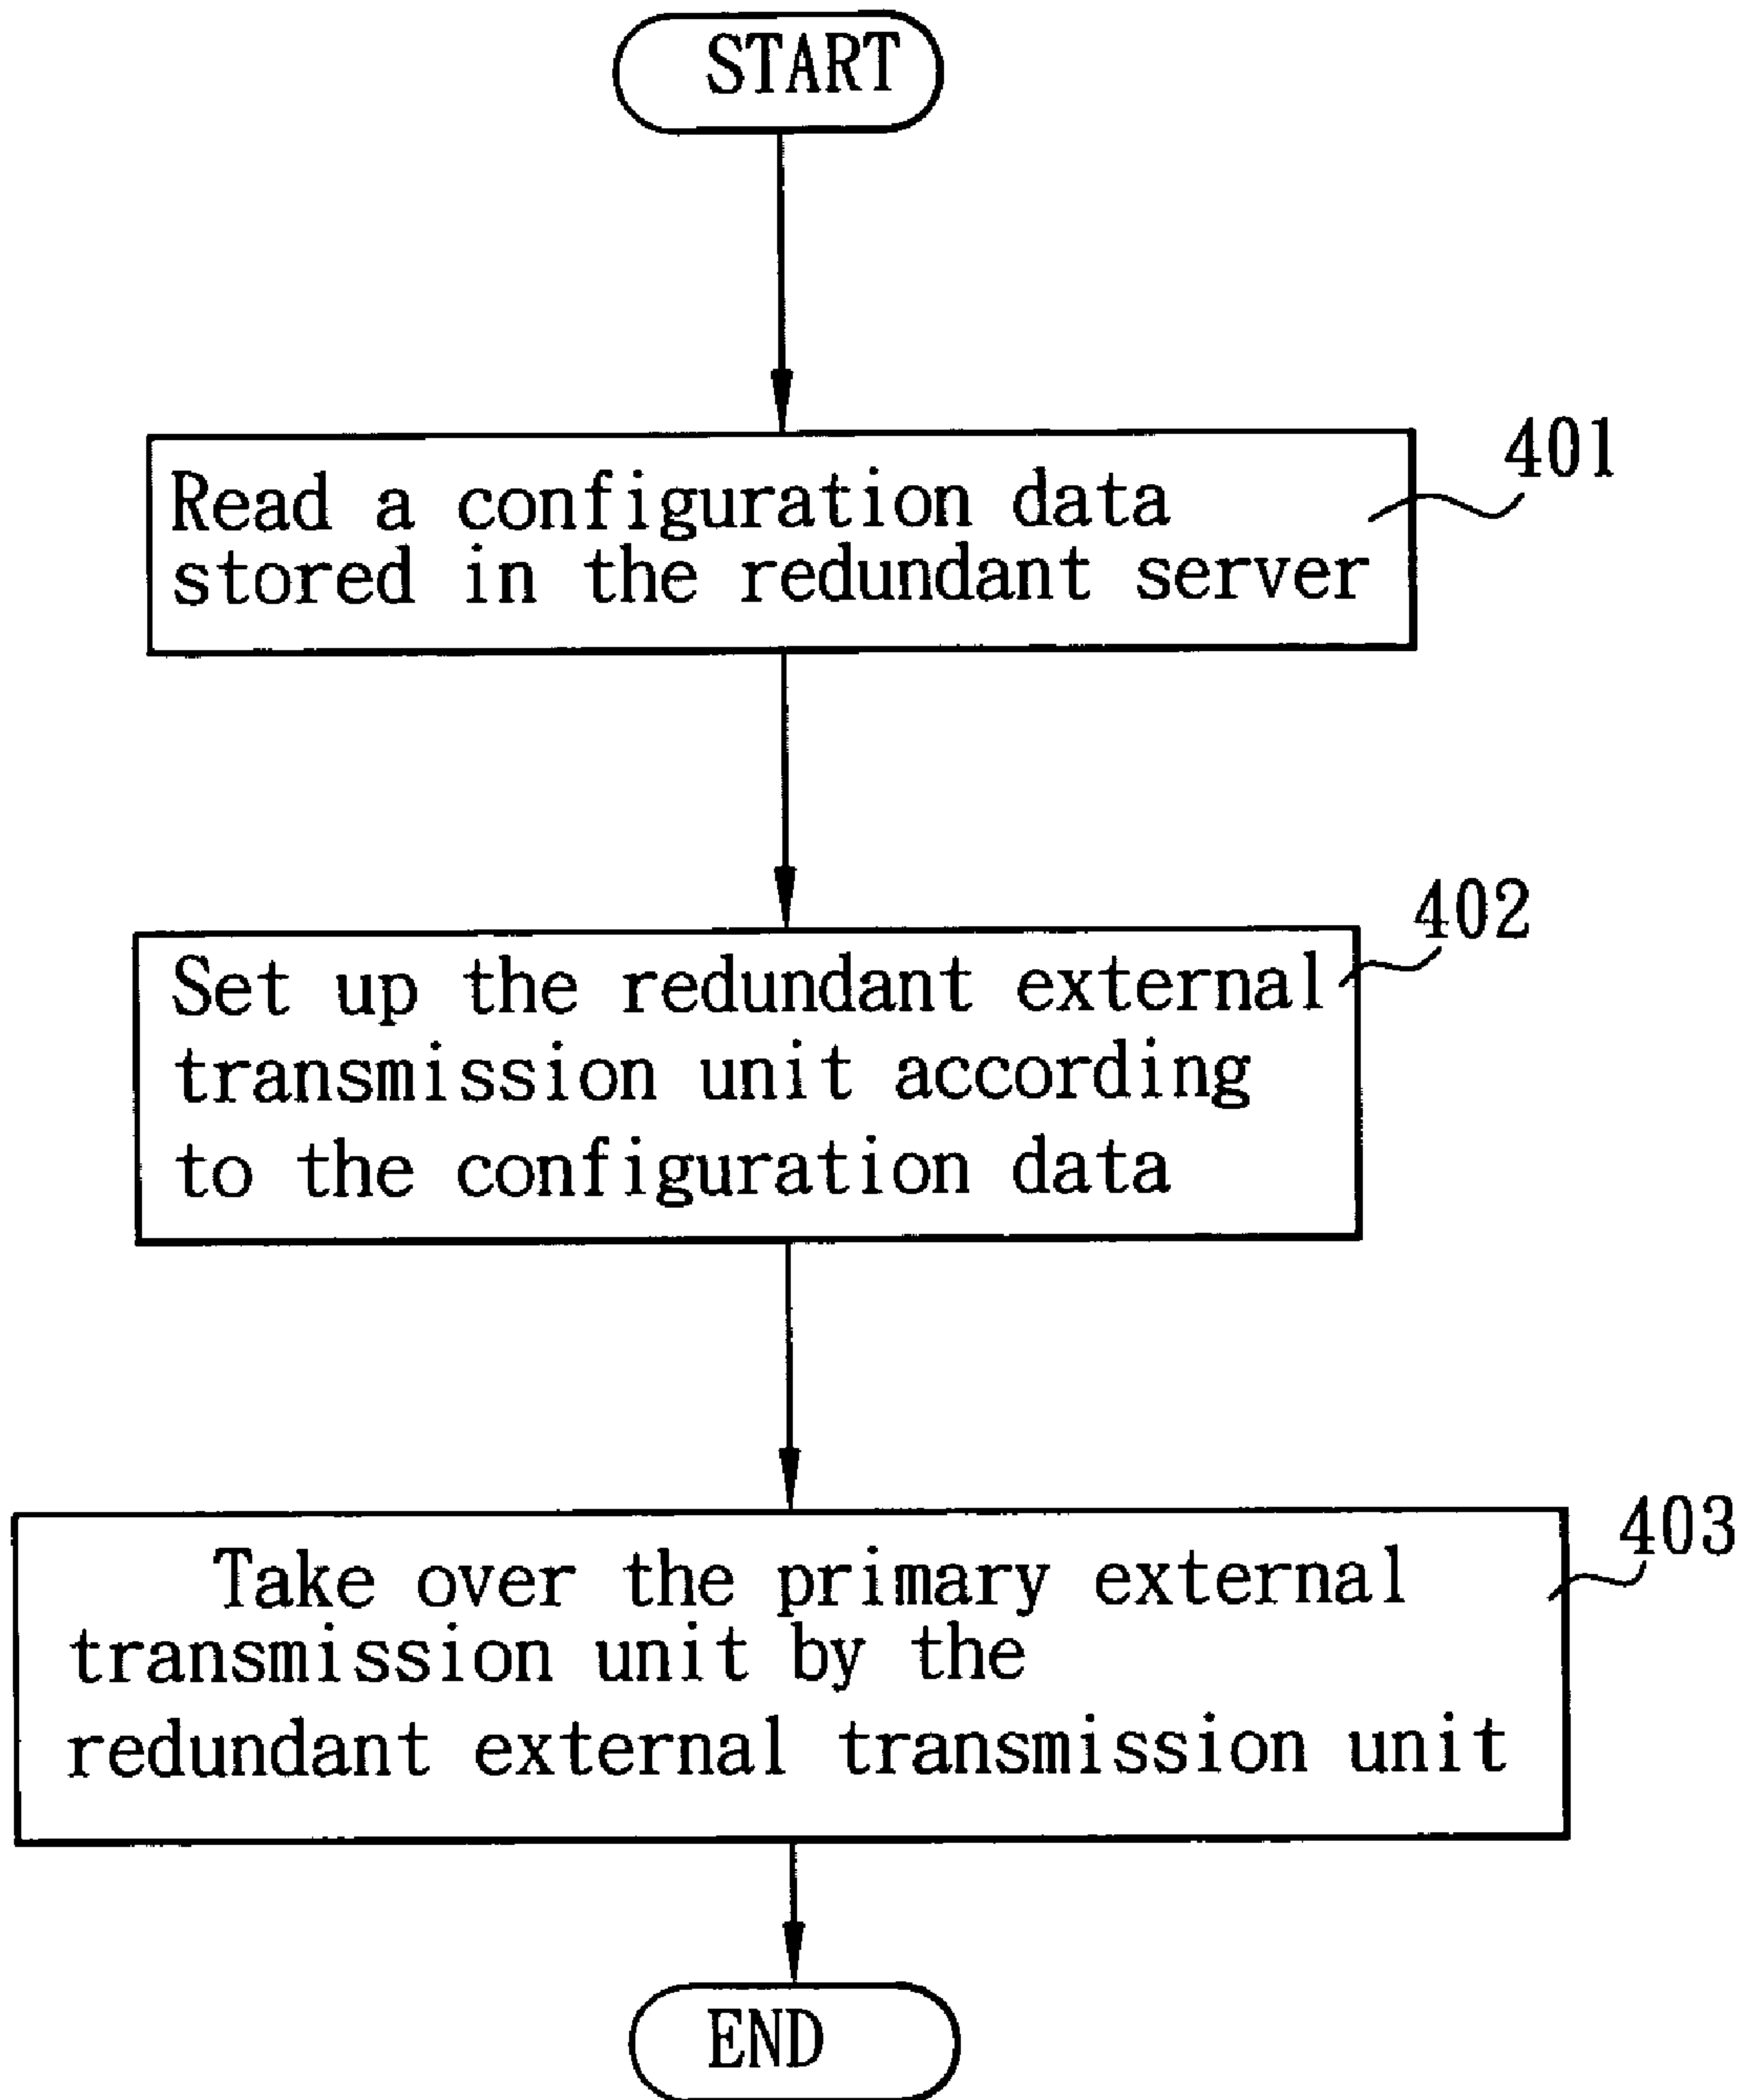 START
401
Read a configuration data
stored in the redundant server
402
Set up the redundant external
transmission unit according
to the configuration data
403
Take over the primary external
transmission unit by the
redundant external transmission unit
END